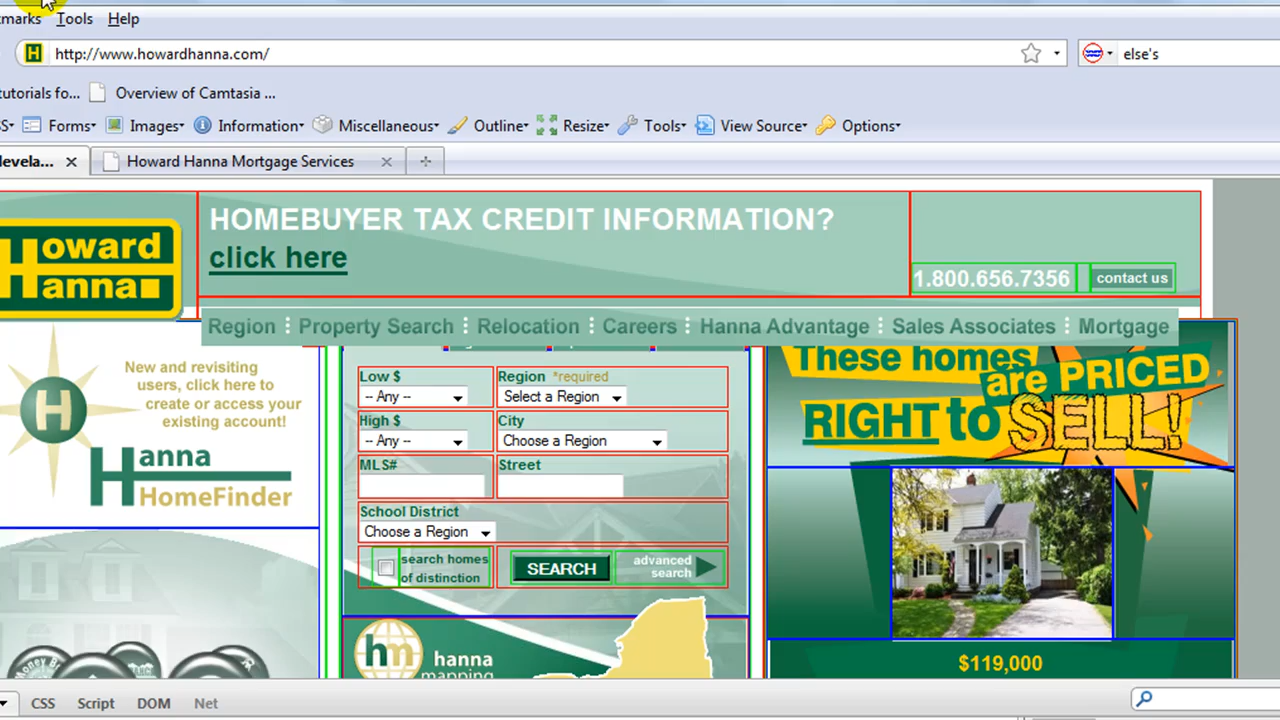 kmarks Tools Help
http://www.howardhanna.com/
else's
tutorials fo... Overview of Camtasia ...
S Forms Images Information Miscellaneous Outline Resize Tools View Source Options
levela... Howard Hanna Mortgage Services
HOMEBUYER TAX CREDIT INFORMATION?
click here
1.800.656.7356 contact us
Howard
Hanna
Region Property Search Relocation Careers Hanna Advantage Sales Associates Mortgage
New and revisiting
users, click here to
create or access your
existing account!
H
Hanna
HomeFinder
Low $ Region *required
-- Any -- Select a Region
High $ City
-- Any -- Choose a Region
MLS# Street
School District
Choose a Region
search homes
of distinction
SEARCH
advanced
search
hm
hanna
mapping
These homes
are PRICED
RIGHT to SELL!
$119,000
CSS Script DOM Net